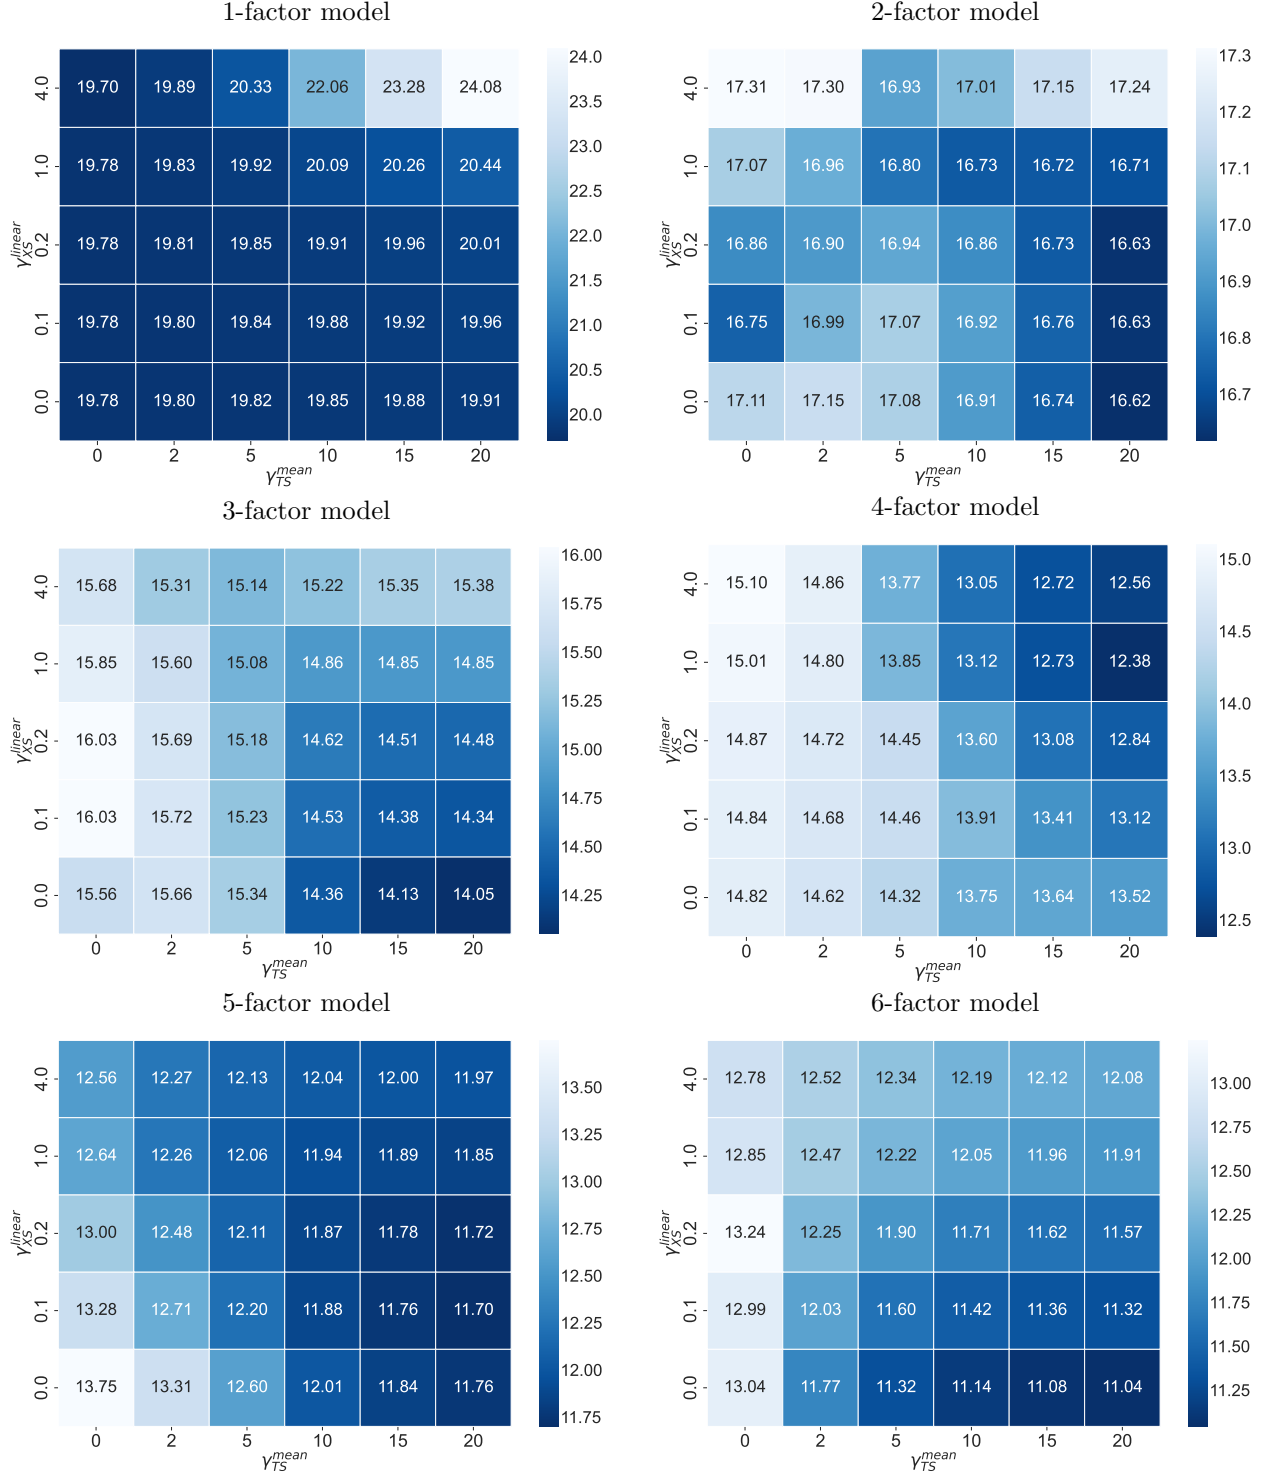 1-factor model
4.0 19.70 19.89 20.33 22.06 23.28 24.08
1.0 19.78 19.83 19.92 20.09 20.26 20.44
0.2 19.78 19.81 19.85 19.91 19.96 20.01
0.1 19.78 19.80 19.84 19.88 19.92 19.96
0.0 19.78 19.80 19.82 19.85 19.88 19.91
0 2 5 10 15 20
γ_TS^mean
γ_XS^linear
24.0
23.5
23.0
22.5
22.0
21.5
21.0
20.5
20.0
2-factor model
4.0 17.31 17.30 16.93 17.01 17.15 17.24
1.0 17.07 16.96 16.80 16.73 16.72 16.71
0.2 16.86 16.90 16.94 16.86 16.73 16.63
0.1 16.75 16.99 17.07 16.92 16.76 16.63
0.0 17.11 17.15 17.08 16.91 16.74 16.62
0 2 5 10 15 20
γ_TS^mean
γ_XS^linear
17.3
17.2
17.1
17.0
16.9
16.8
16.7
3-factor model
4.0 15.68 15.31 15.14 15.22 15.35 15.38
1.0 15.85 15.60 15.08 14.86 14.85 14.85
0.2 16.03 15.69 15.18 14.62 14.51 14.48
0.1 16.03 15.72 15.23 14.53 14.38 14.34
0.0 15.56 15.66 15.34 14.36 14.13 14.05
0 2 5 10 15 20
γ_TS^mean
γ_XS^linear
16.00
15.75
15.50
15.25
15.00
14.75
14.50
14.25
4-factor model
4.0 15.10 14.86 13.77 13.05 12.72 12.56
1.0 15.01 14.80 13.85 13.12 12.73 12.38
0.2 14.87 14.72 14.45 13.60 13.08 12.84
0.1 14.84 14.68 14.46 13.91 13.41 13.12
0.0 14.82 14.62 14.32 13.75 13.64 13.52
0 2 5 10 15 20
γ_TS^mean
γ_XS^linear
15.0
14.5
14.0
13.5
13.0
12.5
5-factor model
4.0 12.56 12.27 12.13 12.04 12.00 11.97
1.0 12.64 12.26 12.06 11.94 11.89 11.85
0.2 13.00 12.48 12.11 11.87 11.78 11.72
0.1 13.28 12.71 12.20 11.88 11.76 11.70
0.0 13.75 13.31 12.60 12.01 11.84 11.76
0 2 5 10 15 20
γ_TS^mean
γ_XS^linear
13.50
13.25
13.00
12.75
12.50
12.25
12.00
11.75
6-factor model
4.0 12.78 12.52 12.34 12.19 12.12 12.08
1.0 12.85 12.47 12.22 12.05 11.96 11.91
0.2 13.24 12.25 11.90 11.71 11.62 11.57
0.1 12.99 12.03 11.60 11.42 11.36 11.32
0.0 13.04 11.77 11.32 11.14 11.08 11.04
0 2 5 10 15 20
γ_TS^mean
γ_XS^linear
13.00
12.75
12.50
12.25
12.00
11.75
11.50
11.25